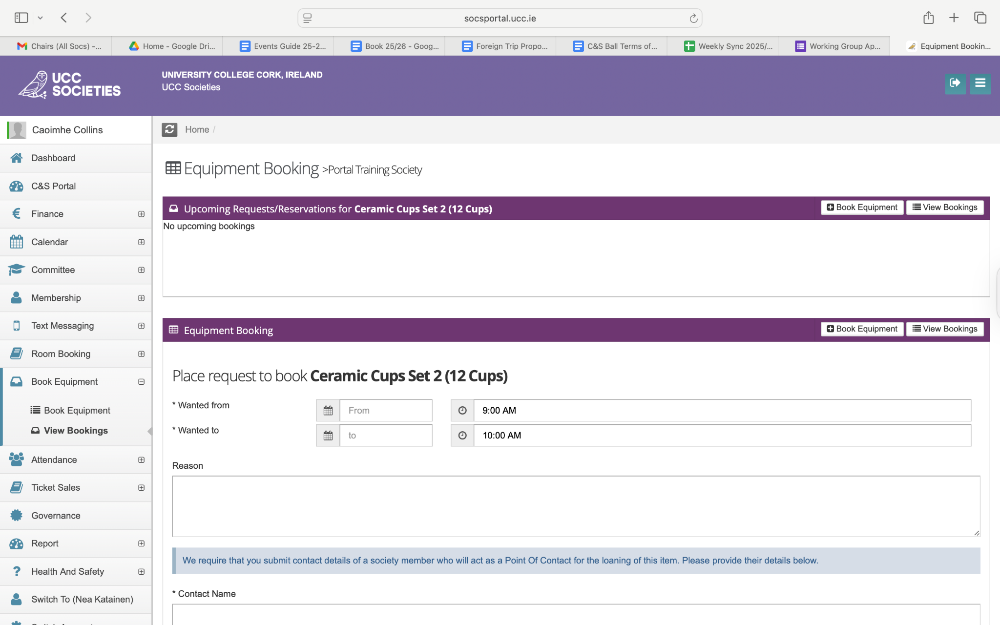 socsportal.ucc.ie
Chairs (All Socs) -...
Home - Google Dri...
Events Guide 25-2...
Book 25/26 - Goog...
Foreign Trip Propo...
C&S Ball Terms of...
Weekly Sync 2025/...
Working Group Ap...
Equipment Bookin...
UCC
SOCIETIES
UNIVERSITY COLLEGE CORK, IRELAND
UCC Societies
Caoimhe Collins
Home /
Dashboard
C&S Portal
Finance
Calendar
Committee
Membership
Text Messaging
Room Booking
Book Equipment
Book Equipment
View Bookings
Attendance
Ticket Sales
Governance
Report
Health And Safety
Switch To (Nea Katainen)
Equipment Booking >Portal Training Society
Upcoming Requests/Reservations for Ceramic Cups Set 2 (12 Cups)
Book Equipment
View Bookings
No upcoming bookings
Equipment Booking
Book Equipment
View Bookings
Place request to book Ceramic Cups Set 2 (12 Cups)
* Wanted from
From
9:00 AM
* Wanted to
to
10:00 AM
Reason
We require that you submit contact details of a society member who will act as a Point Of Contact for the loaning of this item. Please provide their details below.
* Contact Name